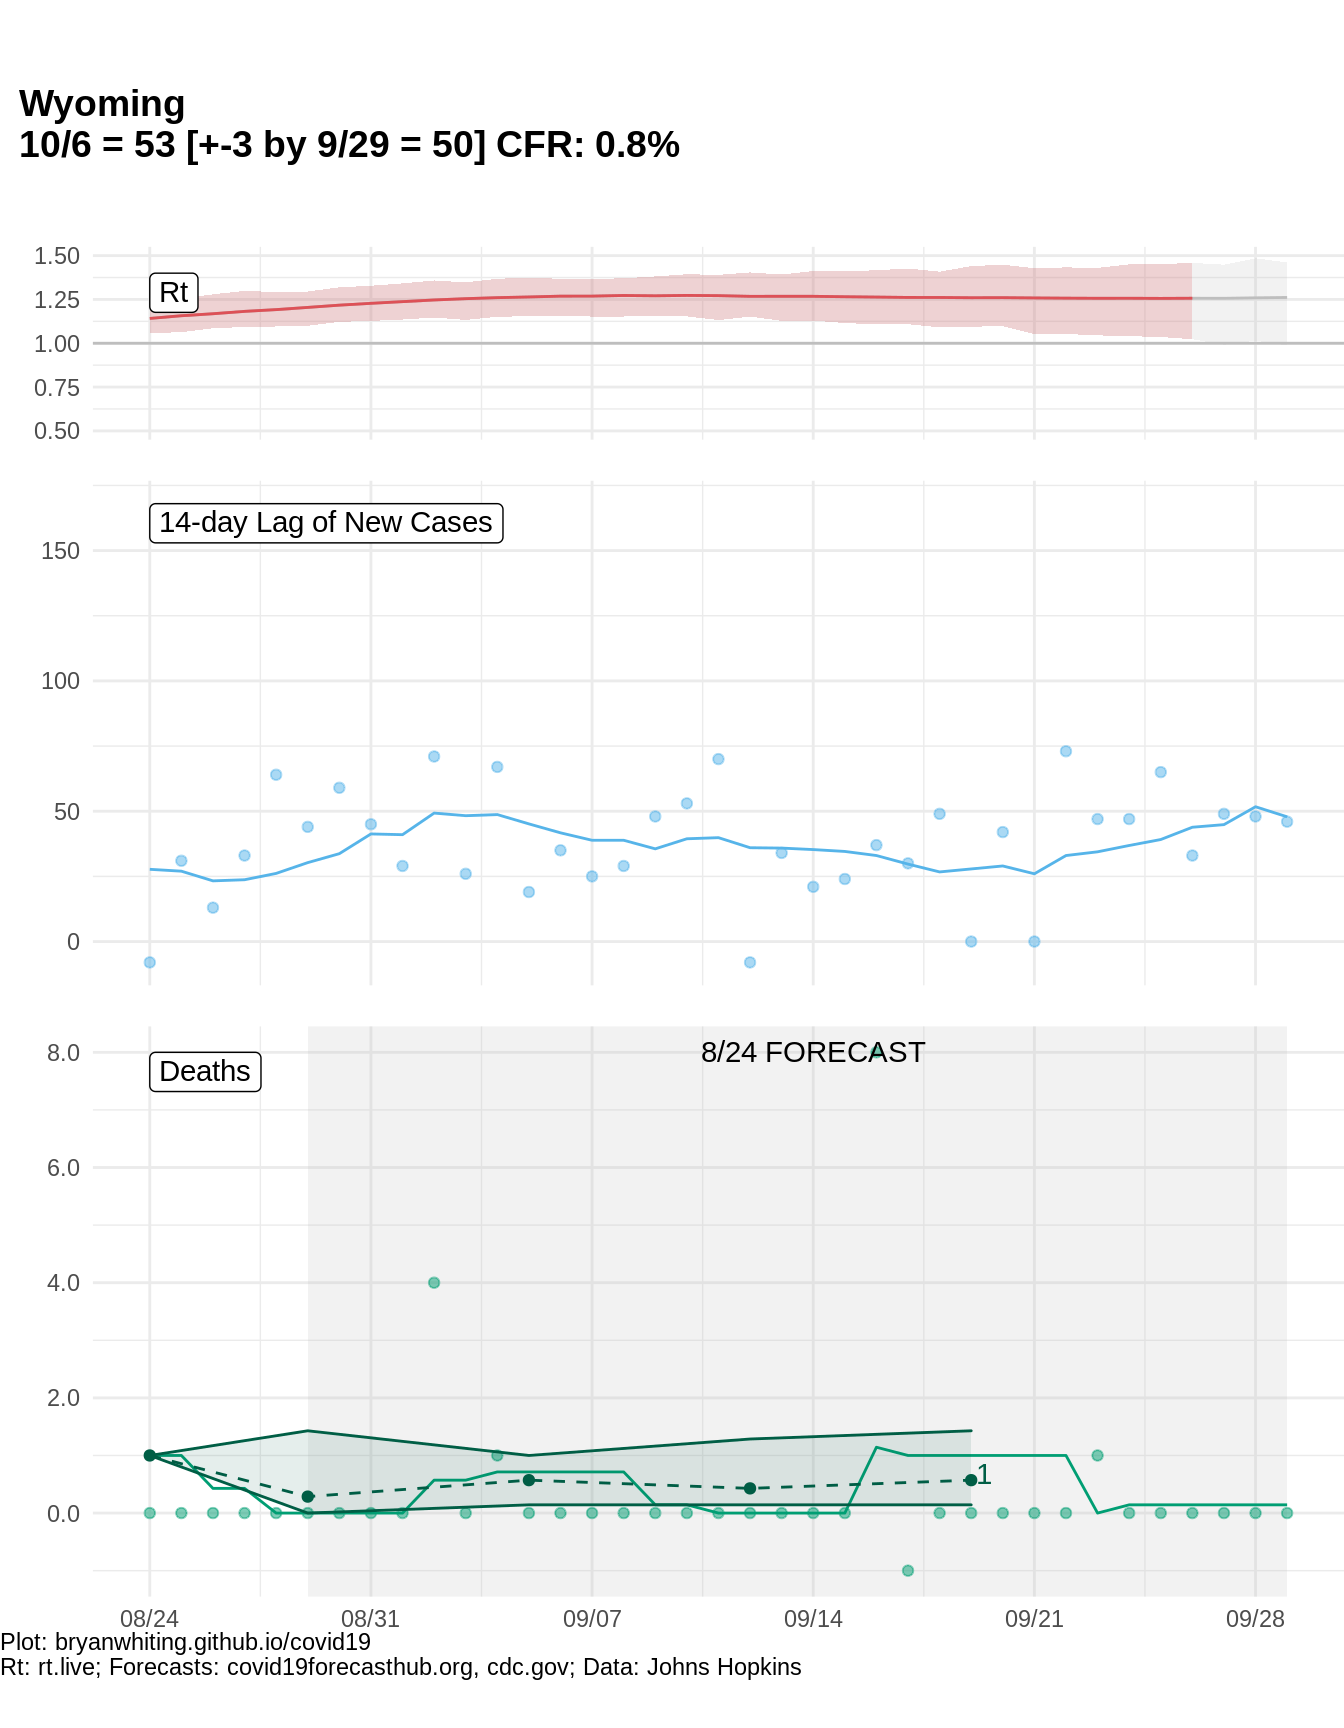 Wyoming
10/6 = 53 [+-3 by 9/29 = 50] CFR: 0.8%
1.50
Rt
1.25
1.00
0.75
0.50
14-day Lag of New Cases
150
100
50
0
8/24 FORECAST
8.0
Deaths
6.0
4.0
2.0
1
0.0
08/24 08/31 09/07 09/14 09/21 09/28
Plot: bryanwhiting.github.io/covid19
Rt: rt.live; Forecasts: covid19forecasthub.org, cdc.gov; Data: Johns Hopkins